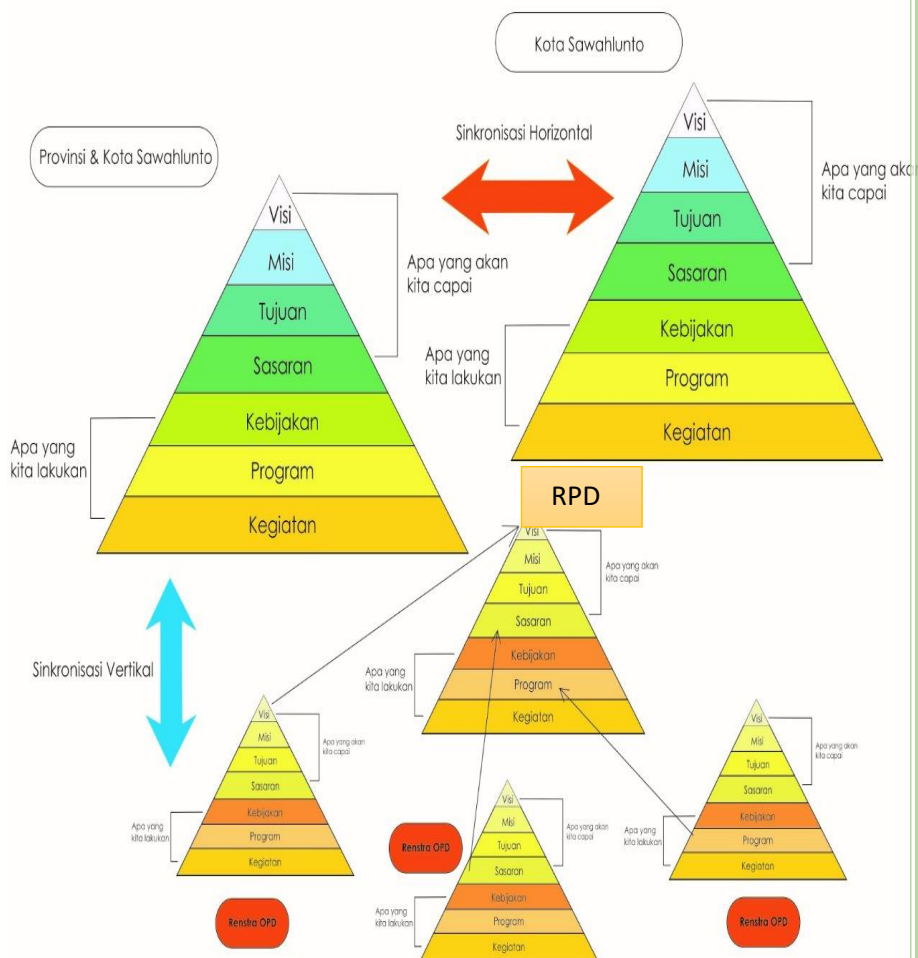 Kota Sawahlunto
Provinsi & Kota Sawahlunto
Sinkronisasi Horizontal
Visi
Misi
Tujuan
Sasaran
Kebijakan
Program
Kegiatan
Apa yang akan
kita capai
Apa yang
kita lakukan
Visi
Misi
Tujuan
Sasaran
Kebijakan
Program
Kegiatan
Apa yang akan
kita capai
Apa yang
kita lakukan
RPD
Visi
Misi
Tujuan
Sasaran
Kebijakan
Program
Kegiatan
Apa yang akan
kita capai
Apa yang
kita lakukan
Sinkronisasi Vertikal
Visi
Misi
Tujuan
Sasaran
Kebijakan
Program
Kegiatan
Apa yang akan
kita capai
Apa yang
kita lakukan
Renstra OPD
Visi
Misi
Tujuan
Sasaran
Kebijakan
Program
Kegiatan
Apa yang akan
kita capai
Apa yang
kita lakukan
Renstra OPD
Visi
Misi
Tujuan
Sasaran
Kebijakan
Program
Kegiatan
Apa yang akan
kita capai
Apa yang
kita lakukan
Renstra OPD